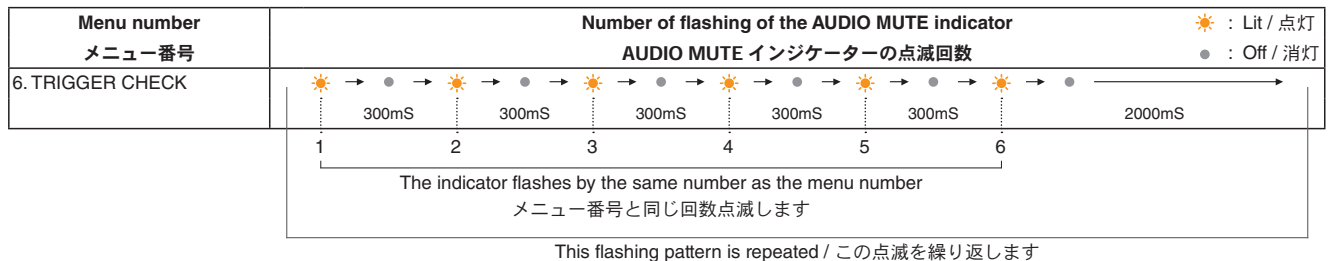 Menu number
メニュー番号
Number of flashing of the AUDIO MUTE indicator
AUDIO MUTE インジケーターの点滅回数
: Lit / 点灯
: Off / 消灯
6. TRIGGER CHECK
300mS 300mS 300mS 300mS 300mS 2000mS
1 2 3 4 5 6
The indicator flashes by the same number as the menu number
メニュー番号と同じ回数点滅します
This flashing pattern is repeated / この点滅を繰り返します